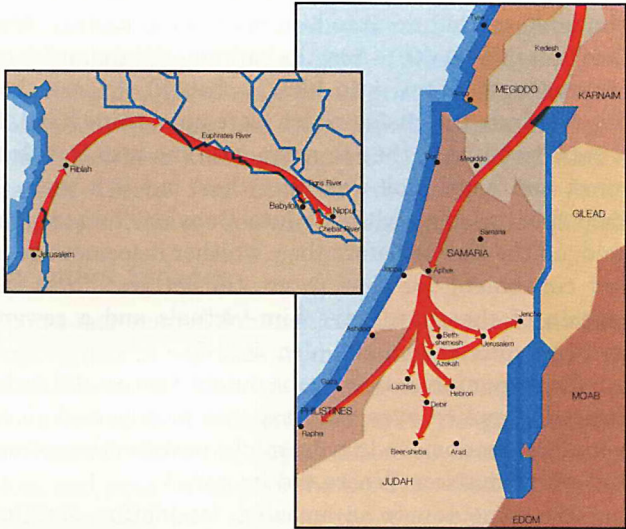 Riblah
Euphrates River
Tigris River
Babylon
Nippur
Chebar River
Jerusalem
Tyre
Kedesh
MEGIDDO
KARNAIM
Acco
Dor
Megiddo
GILEAD
Samaria
SAMARIA
Joppa
Aphek
Jericho
Ashdod
Beth-
shemesh
Jerusalem
Azekah
Lachish
Hebron
Gaza
MOAB
PHILISTINES
Debir
Raphia
Beer-sheba
Arad
JUDAH
EDOM